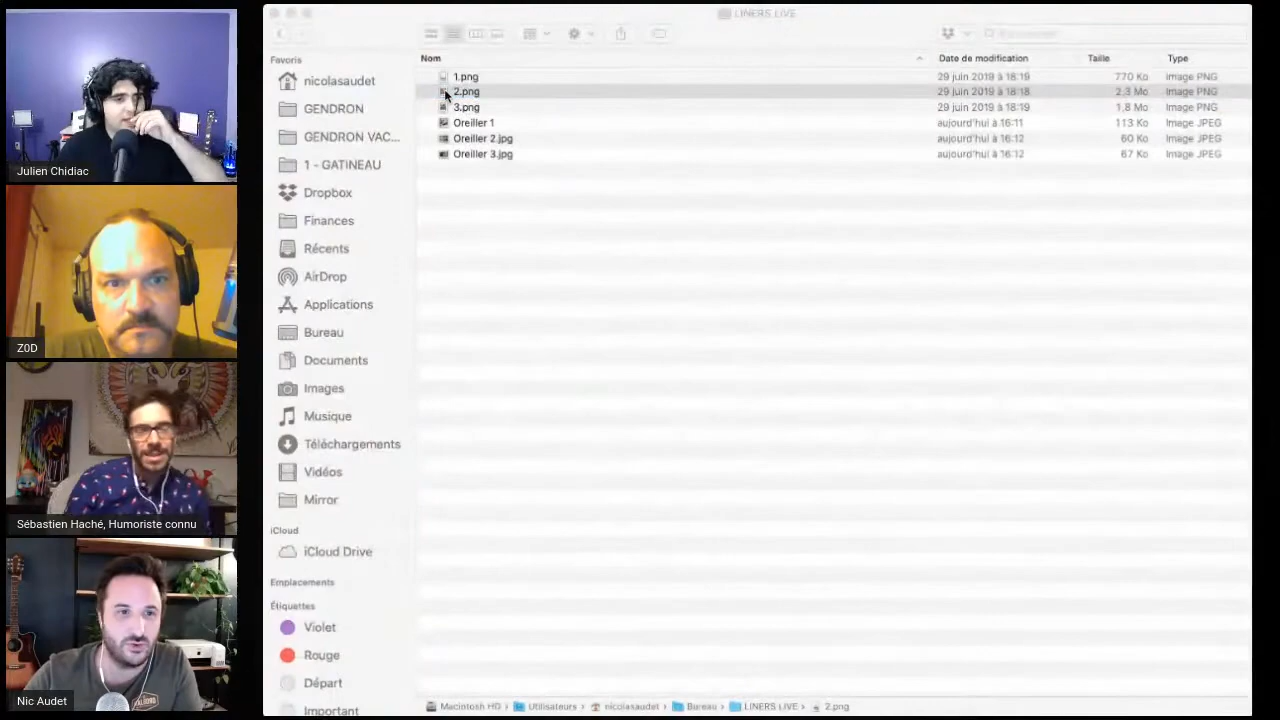 Julien Chidiac
ZOD
Sébastien Haché, Humoriste connu
Nic Audet
LINERS LIVE
Favoris
nicolasaudet
GENDRON
GENDRON VAC...
1 - GATINEAU
Dropbox
Finances
Récents
AirDrop
Applications
Bureau
Documents
Images
Musique
Téléchargements
Vidéos
Mirror
iCloud
iCloud Drive
Emplacements
Étiquettes
Violet
Rouge
Départ
Important
Nom Date de modification Taille Type
1.png 29 juin 2019 à 18:19 770 Ko image PNG
2.png 29 juin 2019 à 18:18 2,3 Mo Image PNG
3.png 29 juin 2019 à 18:19 1,8 Mo Image PNG
Oreiller 1 aujourd'hui à 16:11 113 Ko Image JPEG
Oreiller 2.jpg aujourd'hui à 16:12 60 Ko Image JPEG
Oreiller 3.jpg aujourd'hui à 16:12 67 Ko Image JPEG
Macintosh HD › Utilisateurs › nicolasaudet › Bureau › LINERS LIVE › 2.png